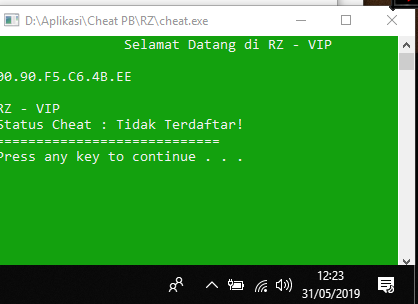 D:\Aplikasi\Cheat PB\RZ\cheat.exe
Selamat Datang di RZ - VIP
00.90.F5.C6.4B.EE
RZ - VIP
Status Cheat : Tidak Terdaftar!
============================
Press any key to continue . . .
12:23
31/05/2019